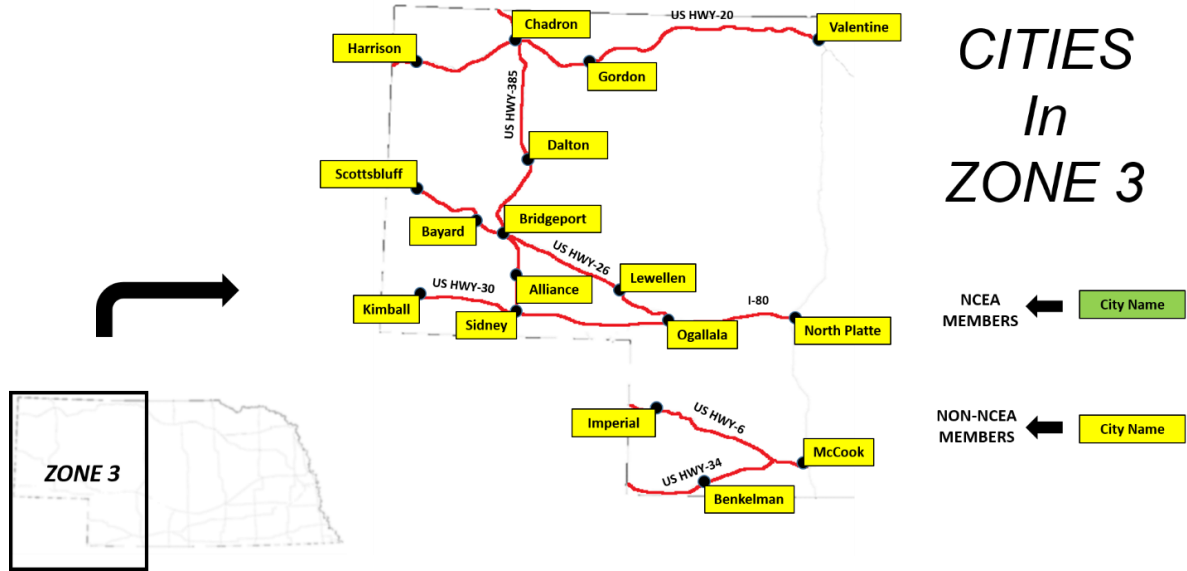 US HWY-20
Chadron
Valentine
Harrison
Gordon
US HWY-385
CITIES
In
ZONE 3
Dalton
Scottsbluff
Bridgeport
Bayard
US HWY-26
Lewellen
US HWY-30
Alliance
I-80
Kimball
Sidney
Ogallala
North Platte
NCEA
MEMBERS
City Name
Imperial
US HWY-6
NON-NCEA
MEMBERS
City Name
McCook
US HWY-34
Benkelman
ZONE 3